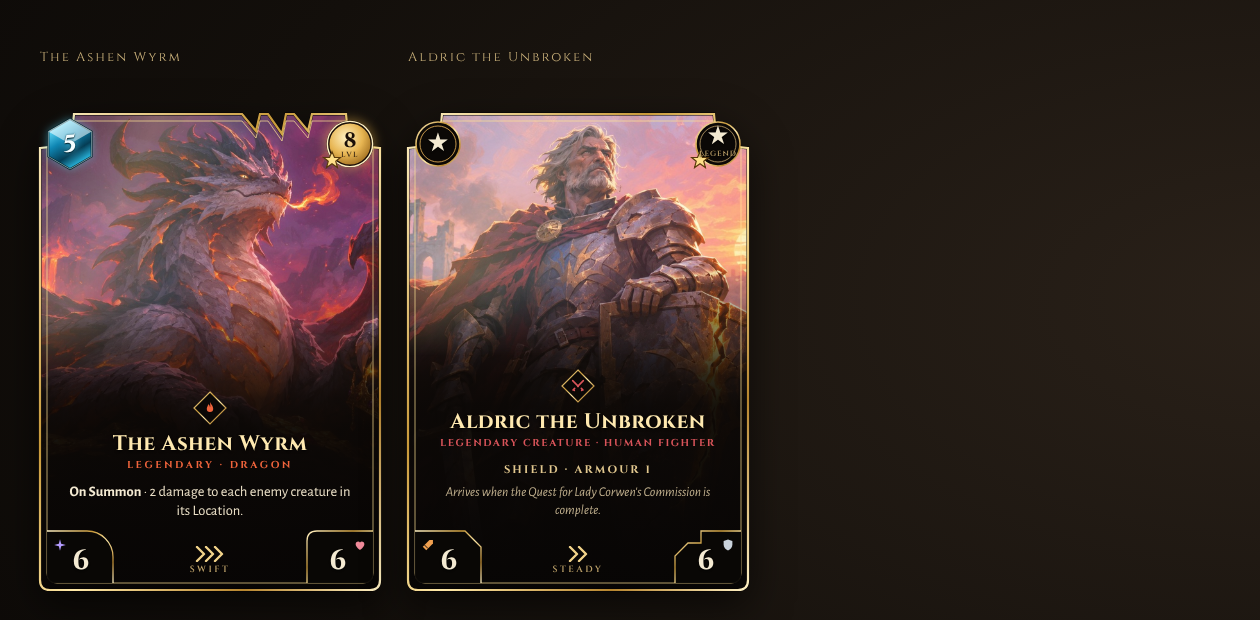 The Ashen Wyrm
Aldric the Unbroken
5
8
LVL
The Ashen Wyrm
LEGENDARY · DRAGON
On Summon · 2 damage to each enemy creature in
its Location.
6
SWIFT
6
LEGEND
Aldric the Unbroken
LEGENDARY CREATURE · HUMAN FIGHTER
SHIELD · ARMOUR 1
Arrives when the Quest for Lady Corwen's Commission is
complete.
6
STEADY
6